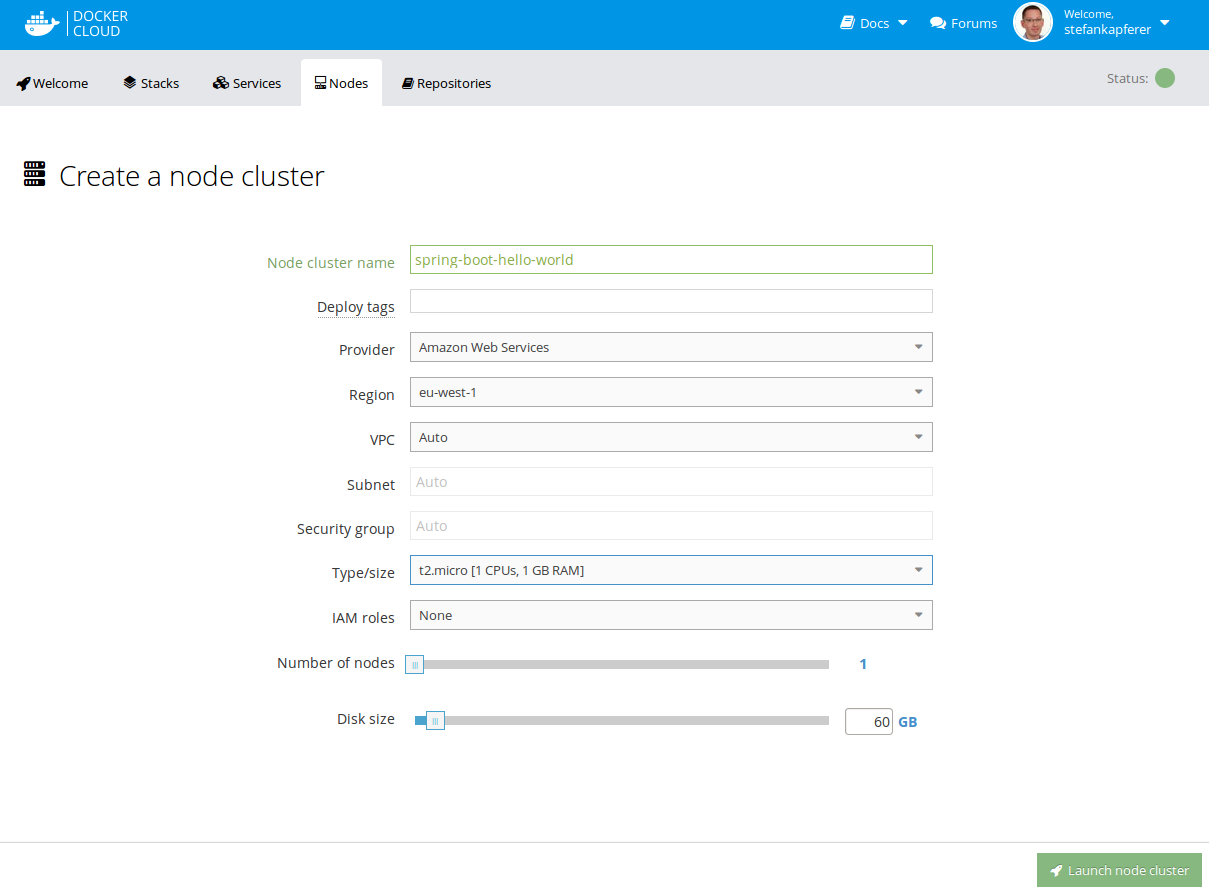 DOCKER
CLOUD
Docs
Forums
Welcome,
stefankapferer
Welcome
Stacks
Services
Nodes
Repositories
Status:
Create a node cluster
Node cluster name
spring-boot-hello-world
Deploy tags
Provider
Amazon Web Services
Region
eu-west-1
VPC
Auto
Subnet
Auto
Security group
Auto
Type/size
t2.micro [1 CPUs, 1 GB RAM]
IAM roles
None
Number of nodes
1
Disk size
60 GB
Launch node cluster